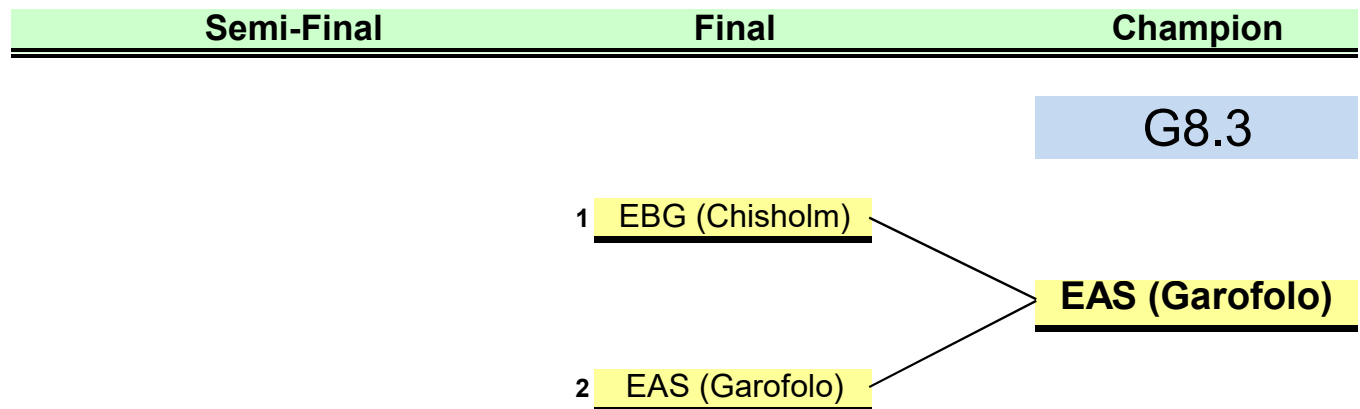 Semi-Final Final Champion
G8.3
1 EBG (Chisholm)
EAS (Garofolo)
2 EAS (Garofolo)